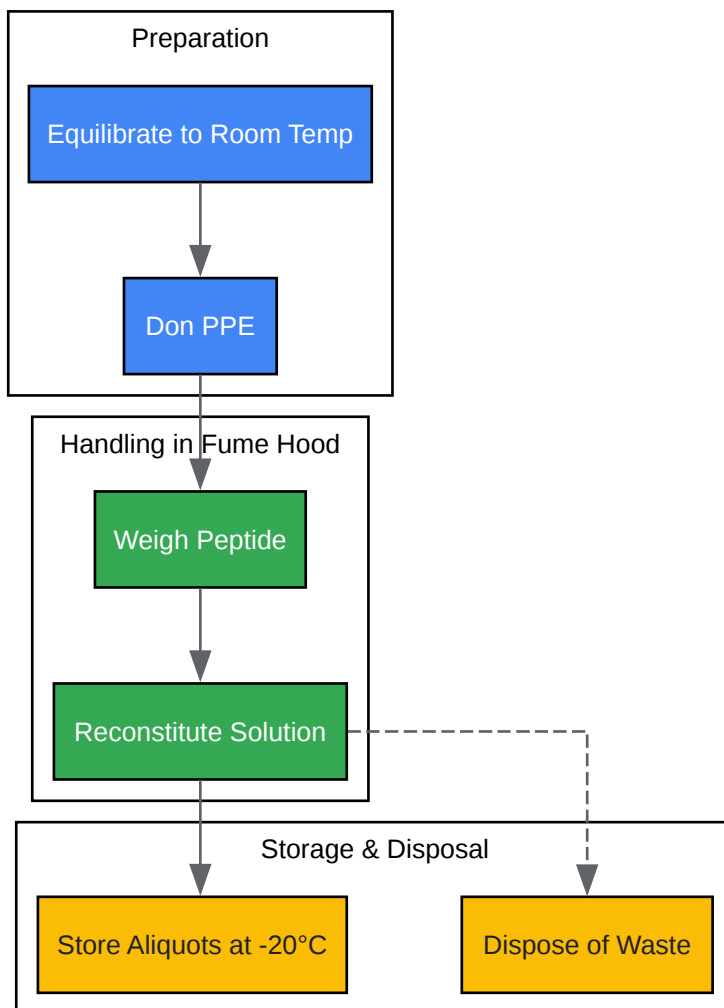 Preparation
Equilibrate to Room Temp
Don PPE
Handling in Fume Hood
Weigh Peptide
Reconstitute Solution
Storage & Disposal
Store Aliquots at -20°C
Dispose of Waste